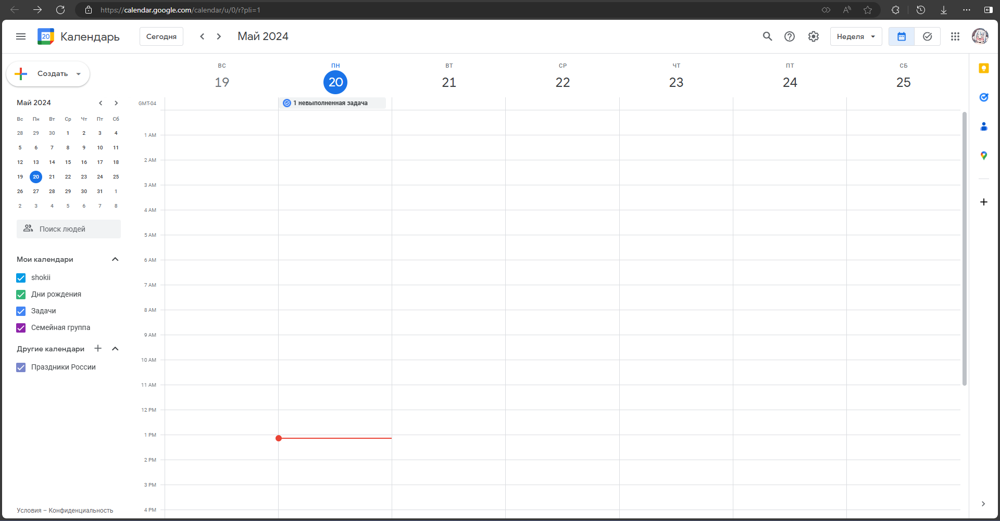 https://calendar.google.com/calendar/u/0/r?pli=1
20 Календарь Сегодня Май 2024 Неделя
Создать
Май 2024
Вс Пн Вт Ср Чт Пт Сб
28 29 30 1 2 3 4
5 6 7 8 9 10 11
12 13 14 15 16 17 18
19 20 21 22 23 24 25
26 27 28 29 30 31 1
2 3 4 5 6 7 8
Поиск людей
Мои календари
shokii
Дни рождения
Задачи
Семейная группа
Другие календари
Праздники России
Условия – Конфиденциальность
ВС ПН ВТ СР ЧТ ПТ СБ
19 20 21 22 23 24 25
GMT-04 1 невыполненная задача
1 AM
2 AM
3 AM
4 AM
5 AM
6 AM
7 AM
8 AM
9 AM
10 AM
11 AM
12 PM
1 PM
2 PM
3 PM
4 PM